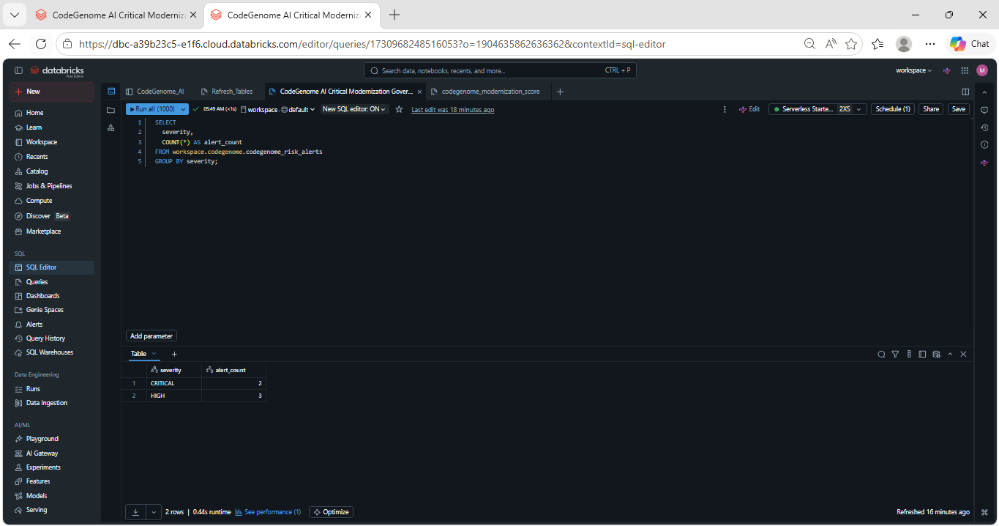 CodeGenome AI Critical Moderniz
CodeGenome AI Critical Moderniz
https://dbc-a39b23c5-e1f6.cloud.databricks.com/editor/queries/1730968248516053?o=1904635862636362&contextId=sql-editor
Chat
databricks
Free Edition
Search data, notebooks, recents, and more...
CTRL + P
workspace
M
New
Home
Learn
Workspace
Recents
Catalog
Jobs & Pipelines
Compute
Discover Beta
Marketplace
SQL
SQL Editor
Queries
Dashboards
Genie Spaces
Alerts
Query History
SQL Warehouses
Data Engineering
Runs
Data Ingestion
AI/ML
Playground
AI Gateway
Experiments
Features
Models
Serving
CodeGenome_AI
Refresh_Tables
CodeGenome AI Critical Modernization Gover...
codegenome_modernization_score
Run all (1000)
05:49 AM (<1s)
workspace. default
New SQL editor: ON
Last edit was 18 minutes ago
Edit
Serverless Starte... 2XS
Schedule (1)
Share
Save
1 SELECT
2 severity,
3 COUNT(*) AS alert_count
4 FROM workspace.codegenome.codegenome_risk_alerts
5 GROUP BY severity;
Add parameter
Table
severity alert_count
1 CRITICAL 2
2 HIGH 3
2 rows | 0.44s runtime
See performance (1)
Optimize
Refreshed 16 minutes ago